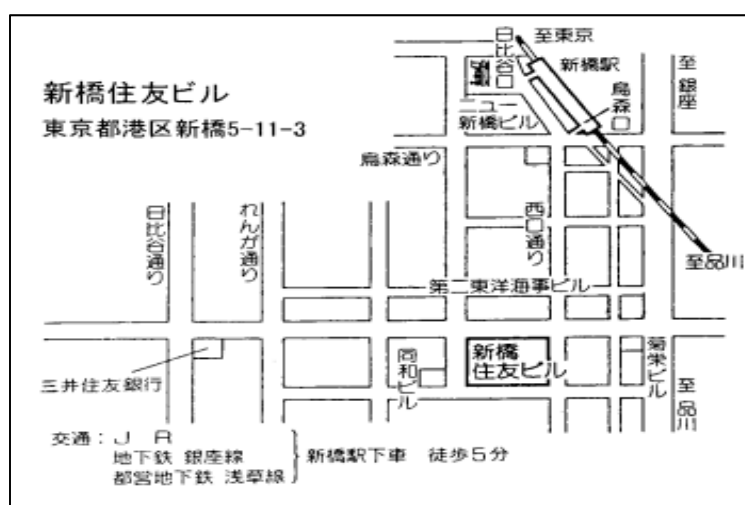 新橋住友ビル
東京都港区新橋5-11-3
日比谷口
至東京
新橋駅
至銀座
烏森口
ニュー
新橋ビル
烏森通り
日比谷通り
れんが通り
西口通り
至品川
第二東洋海事ビル
三井住友銀行
同和ビル
新橋
住友ビル
菊栄ビル
至品川
交通：ＪＲ
地下鉄 銀座線
都営地下鉄 浅草線
新橋駅下車 徒歩5分